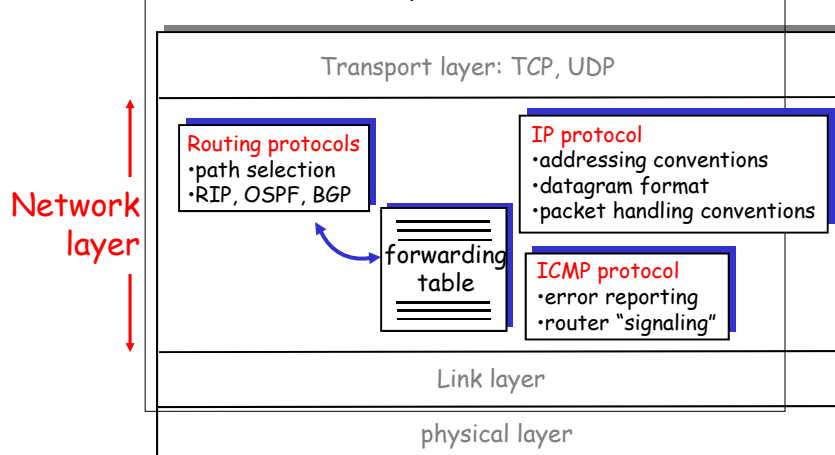 Transport layer: TCP, UDP
Routing protocols
•path selection
•RIP, OSPF, BGP
IP protocol
•addressing conventions
•datagram format
•packet handling conventions
Network
layer
forwarding
table
ICMP protocol
•error reporting
•router “signaling”
Link layer
physical layer